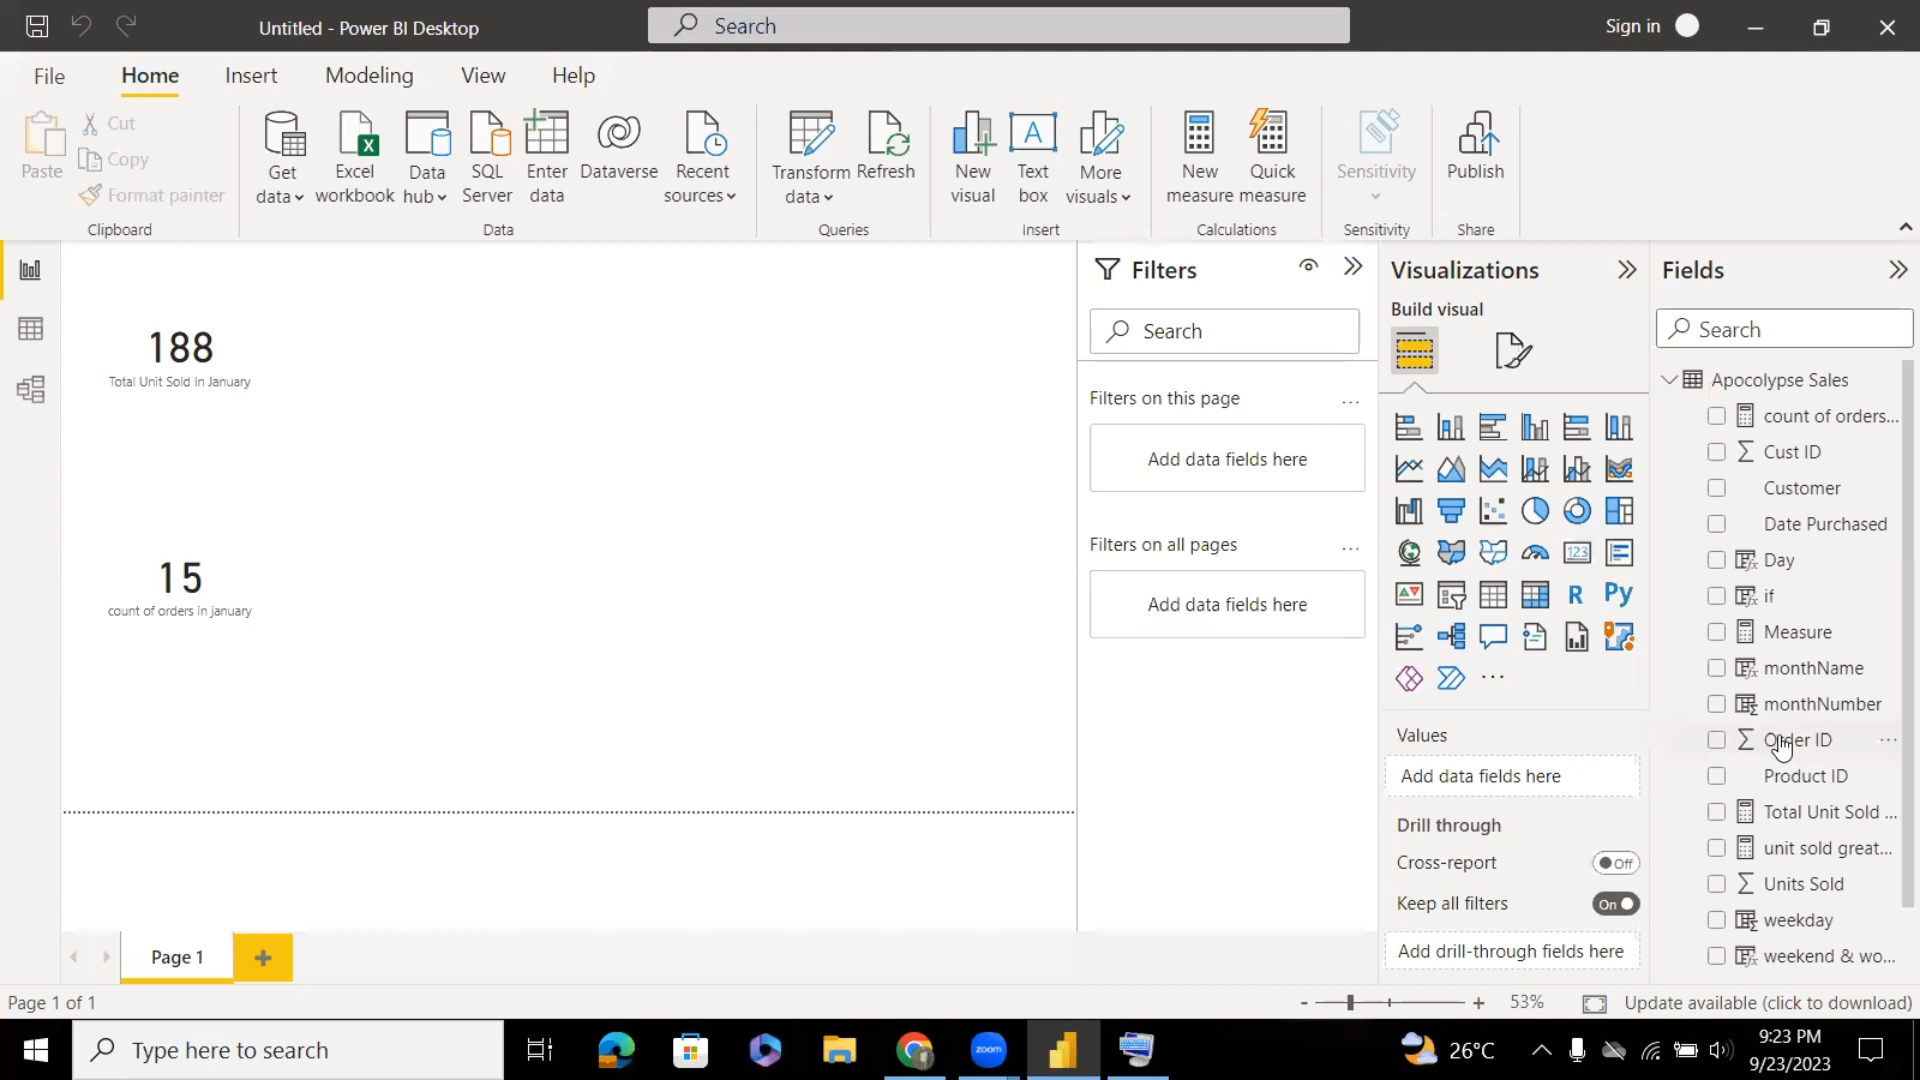 Untitled - Power BI Desktop
Search
Sign in
File
Home
Insert
Modeling
View
Help
Paste
Cut
Copy
Format painter
Clipboard
Get data
Excel workbook
Data hub
SQL Server
Enter data
Dataverse
Recent sources
Data
Transform data
Refresh
Queries
New visual
Text box
More visuals
Insert
New measure
Quick measure
Calculations
Sensitivity
Sensitivity
Publish
Share
188
Total Unit Sold In January
15
count of orders in january
Filters
Search
Filters on this page
...
Add data fields here
Filters on all pages
...
Add data fields here
Visualizations
Build visual
123
R
Py
...
Values
Add data fields here
Drill through
Cross-report
Off
Keep all filters
On
Add drill-through fields here
Fields
Search
Apocolypse Sales
count of orders...
Cust ID
Customer
Date Purchased
Day
if
Measure
monthName
monthNumber
Order ID
...
Product ID
Total Unit Sold ...
unit sold great...
Units Sold
weekday
weekend & wo...
Page 1
Page 1 of 1
- + 53%
Update available (click to download)
Type here to search
zoom
26°C
9:23 PM
9/23/2023